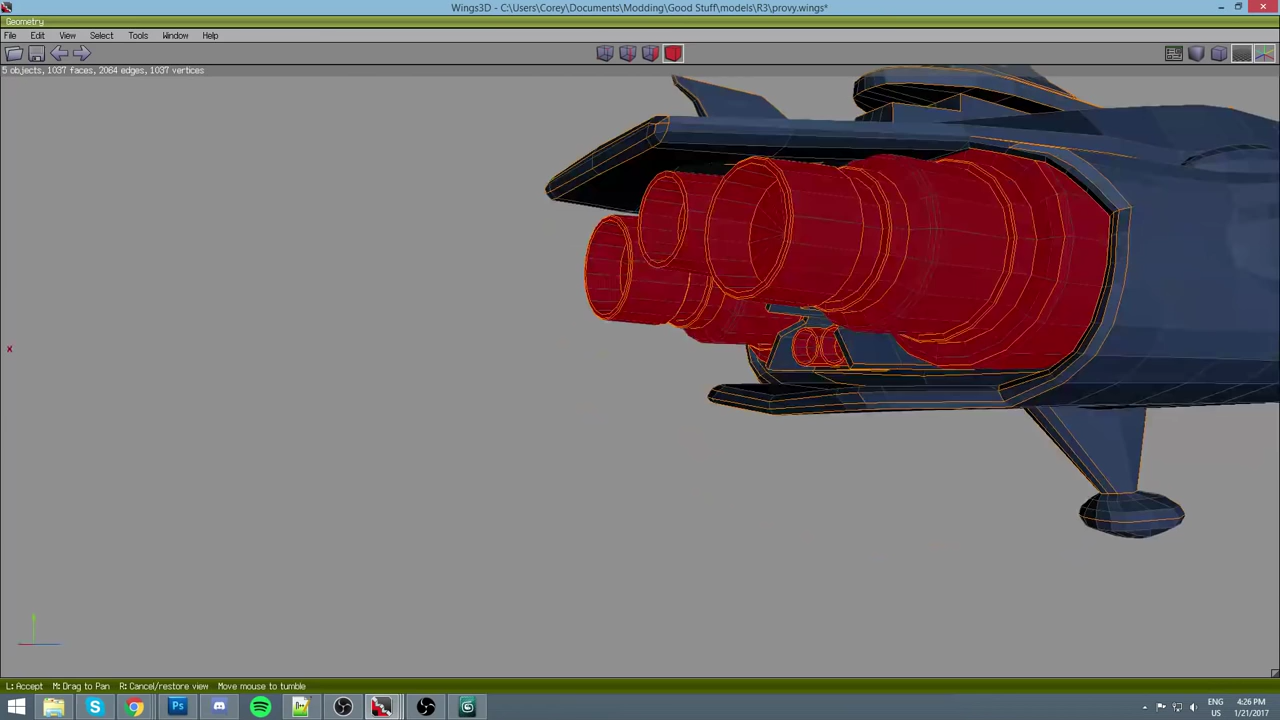 Wings3D - C:\Users\Corey\Documents\Modding\Good Stuff\models\R3\provy.wings*
Geometry
File Edit View Select Tools Window Help
5 objects, 1037 faces, 2064 edges, 1037 vertices
x
L: Accept M: Drag to Pan R: Cancel/restore view Move mouse to tumble
ENG 4:26 PM
US 1/21/2017